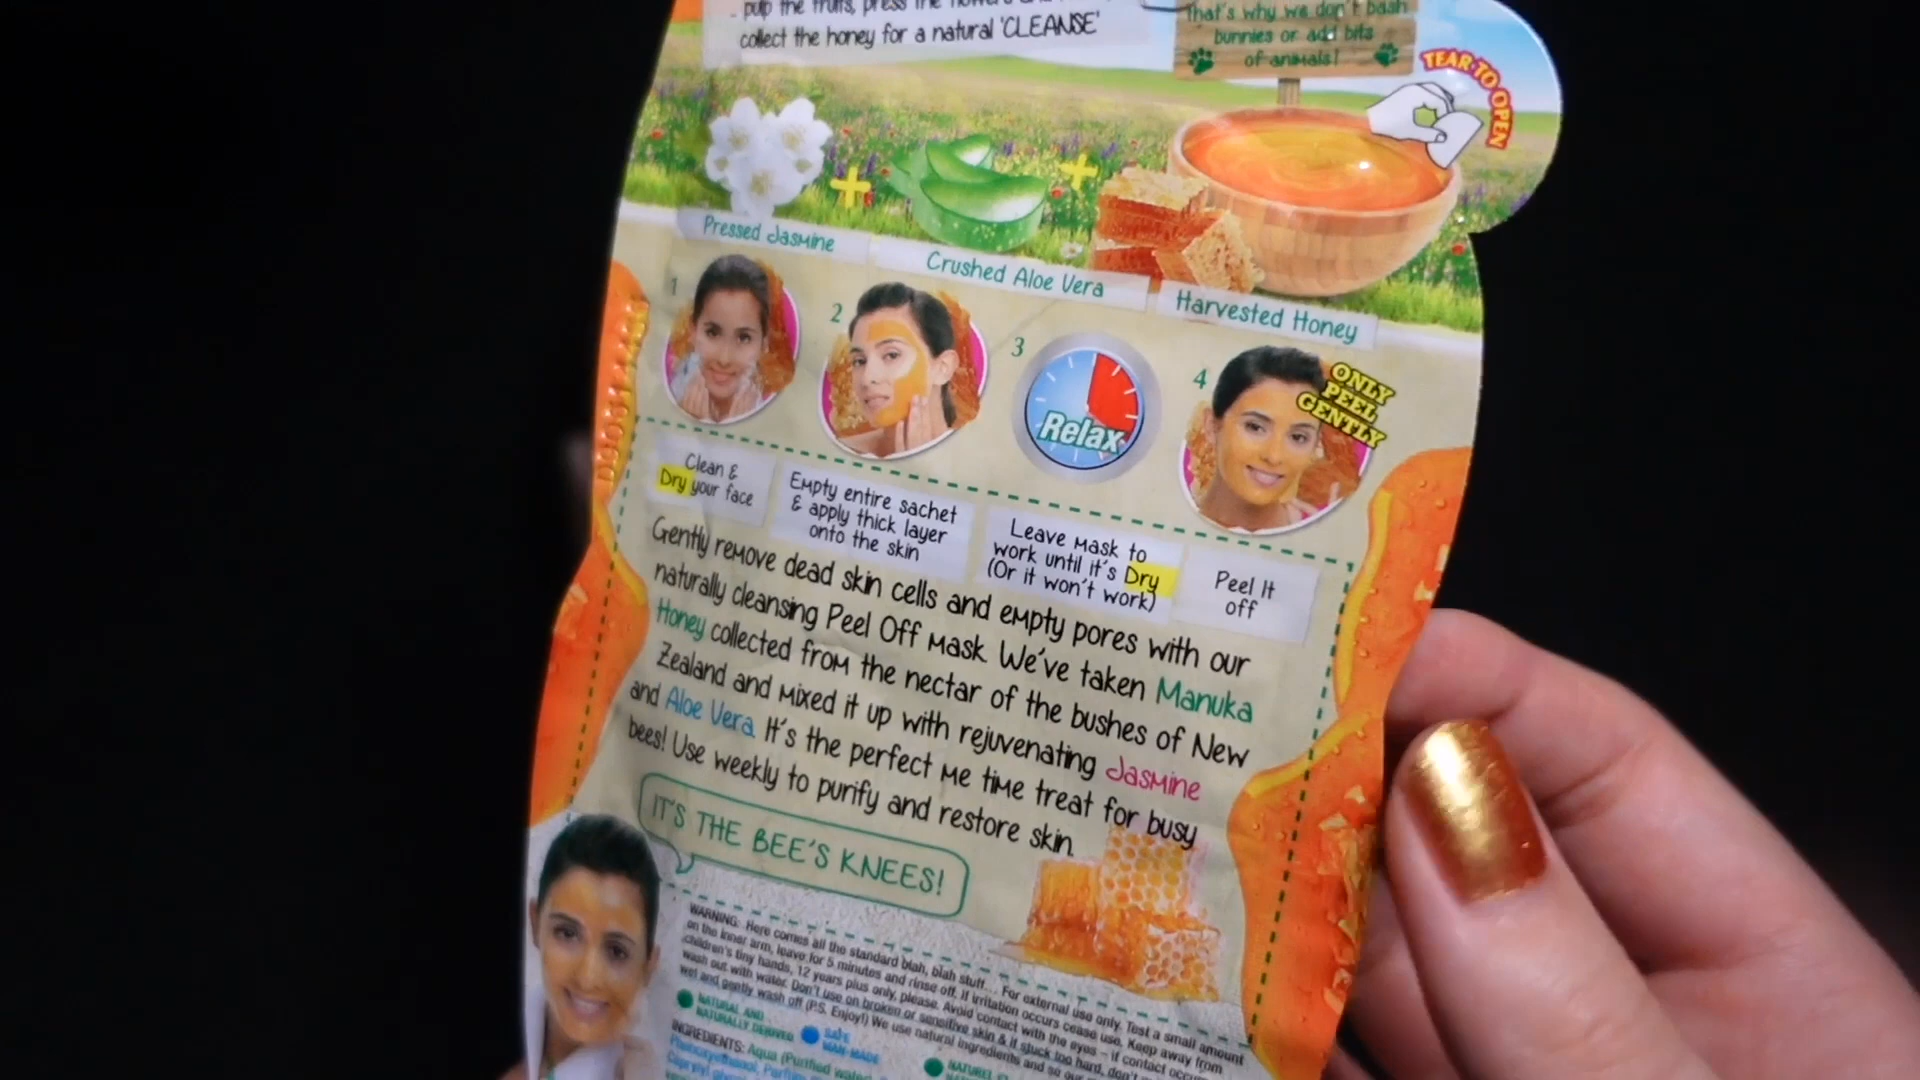 pulp the fruits, press the
collect the honey for a natural 'CLEANSE'
That's why we don't bash
bunnies or add bits
of animals!
TEAR TO OPEN
Pressed Jasmine
Crushed Aloe Vera
Harvested Honey
1
2
3
4
Relax
ONLY
PEEL
GENTLY
Clean &
Dry your face
Empty entire sachet
& apply thick layer
onto the skin
Leave mask to
work until it's Dry
(Or it won't work)
Peel It
off
Gently remove dead skin cells and empty pores with our
naturally cleansing Peel Off mask. We've taken Manuka
Honey collected from the nectar of the bushes of New
Zealand and mixed it up with rejuvenating Jasmine
and Aloe Vera. It's the perfect me time treat for busy
bees! Use weekly to purify and restore skin.
IT'S THE BEE'S KNEES!
WARNING: Here comes all the standard blah, blah stuff... For external use only. Test a small amount
on the inner arm, leave for 5 minutes and rinse off, if irritation occurs cease use. Keep away from
children's tiny hands, 12 years plus only, please. Avoid contact with the eyes – if contact occurs
wash out with water. Don't use on broken or sensitive skin & if stuck too hard, don't
wet and gently wash off (P.S. Enjoy!) We use natural ingredients and so our
NATURAL AND
NATURALLY DERIVED
SAFE
MAN-MADE
NATUREL
INGREDIENTS: Aqua (Purified water)
Phenoxyethanol, Parfum